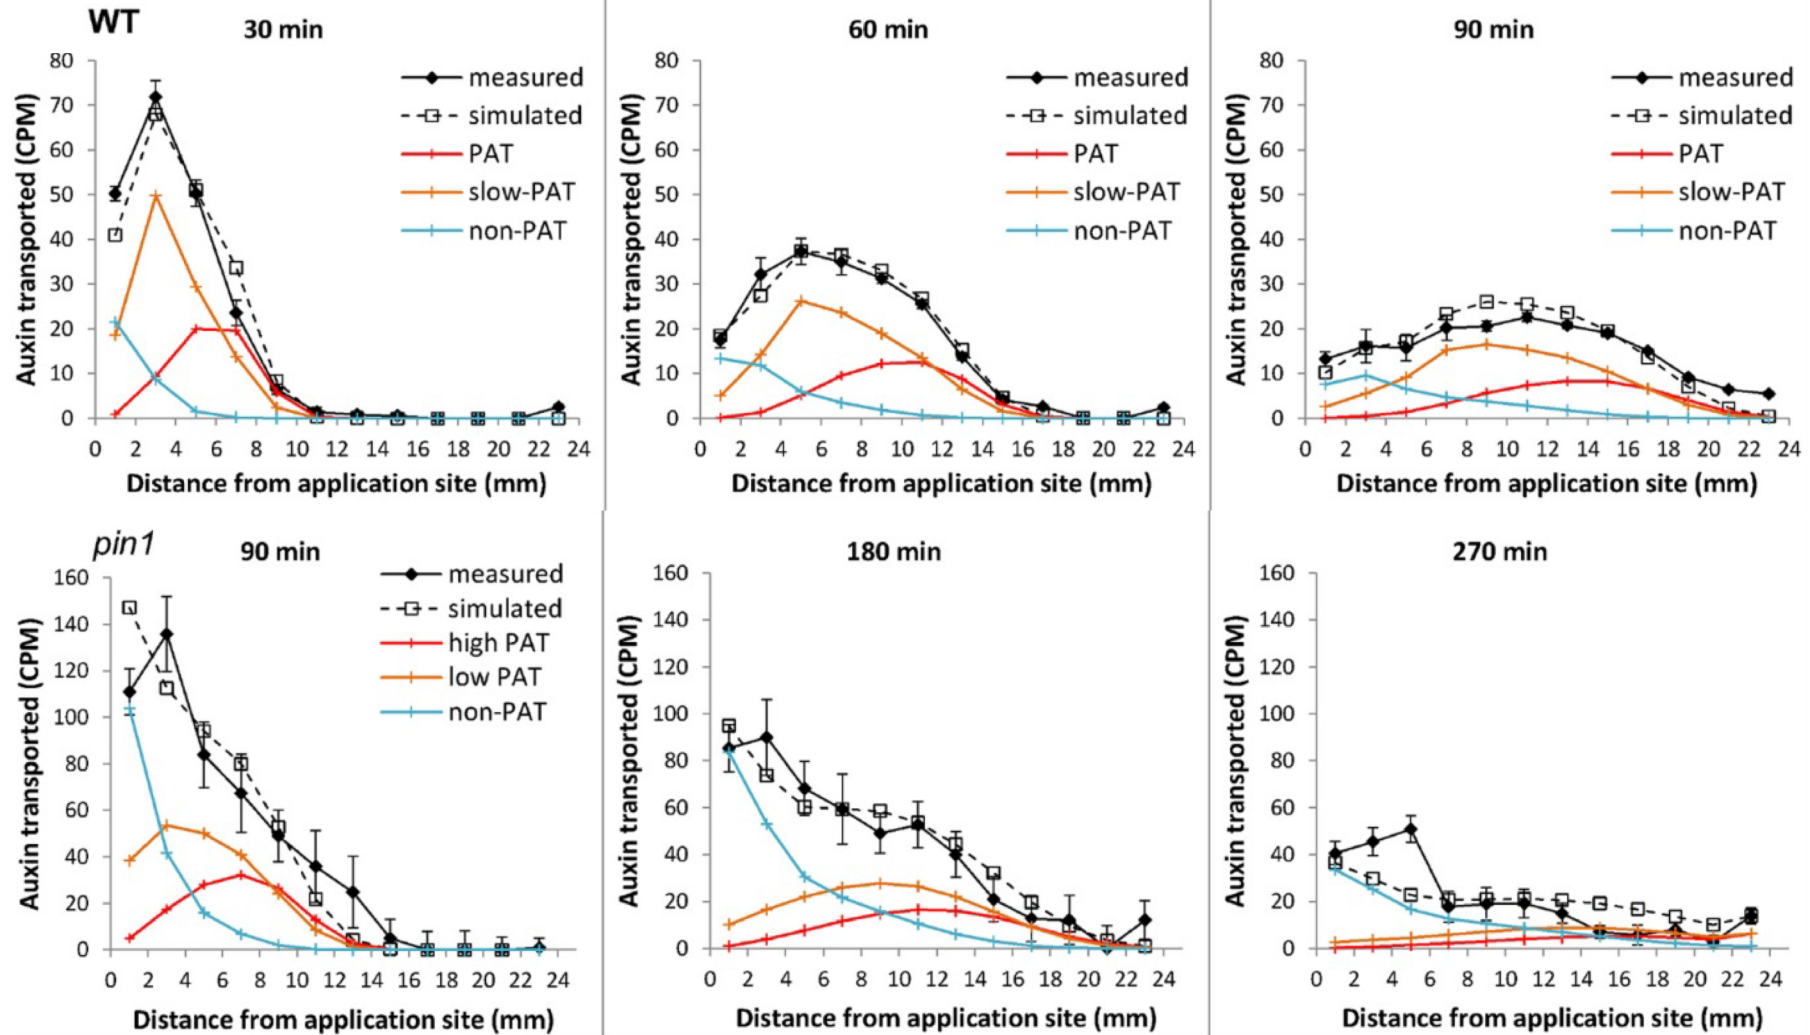 WT
30 min
80
70
60
50
40
30
20
10
0
Auxin transported (CPM)
measured
simulated
PAT
slow-PAT
non-PAT
0 2 4 6 8 10 12 14 16 18 20 22 24
Distance from application site (mm)
60 min
80
70
60
50
40
30
20
10
0
Auxin transported (CPM)
measured
simulated
PAT
slow-PAT
non-PAT
0 2 4 6 8 10 12 14 16 18 20 22 24
Distance from application site (mm)
90 min
80
70
60
50
40
30
20
10
0
Auxin trasnported (CPM)
measured
simulated
PAT
slow-PAT
non-PAT
0 2 4 6 8 10 12 14 16 18 20 22 24
Distance from application site (mm)
pin1
90 min
160
140
120
100
80
60
40
20
0
Auxin transported (CPM)
measured
simulated
high PAT
low PAT
non-PAT
0 2 4 6 8 10 12 14 16 18 20 22 24
Distance from application site (mm)
180 min
160
140
120
100
80
60
40
20
0
Auxin transported (CPM)
0 2 4 6 8 10 12 14 16 18 20 22 24
Distance from application site (mm)
270 min
160
140
120
100
80
60
40
20
0
Auxin transported (CPM)
0 2 4 6 8 10 12 14 16 18 20 22 24
Distance from application site (mm)